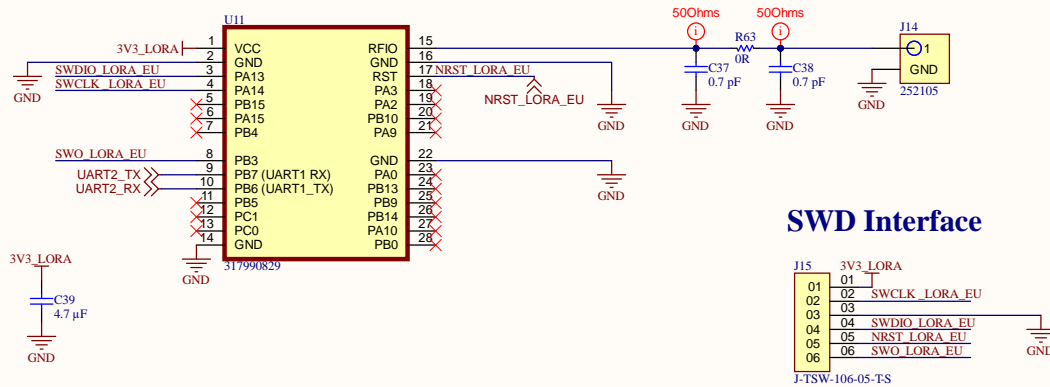 U11
3V3_LORA
1 VCC
2 GND
SWDIO_LORA_EU 3 PA13
SWCLK_LORA_EU 4 PA14
5 PB15
6 PA15
7 PB4
SWO_LORA_EU 8 PB3
UART2_TX 9 PB7 (UART1 RX)
UART2_RX 10 PB6 (UART1_TX)
11 PB5
12 PC1
13 PC0
14 GND
GND
GND
317990829
RFIO 15
GND 16
RST 17 NRST_LORA_EU
NRST_LORA_EU
PA3 18
PA2 19
PB10 20
PA9 21
GND 22
PA0 23
PB13 24
PB9 25
PB14 26
PA10 27
PB0 28
GND
GND
50Ohms
i
50Ohms
i
R63
0R
C37
0.7 pF
GND
C38
0.7 pF
GND
J14
1
GND
252105
GND
3V3_LORA
C39
4.7 µF
GND
SWD Interface
J15
3V3_LORA
01 01
02 02 SWCLK_LORA_EU
03 03
04 04 SWDIO_LORA_EU
05 05 NRST_LORA_EU
06 06 SWO_LORA_EU
GND
J-TSW-106-05-T-S